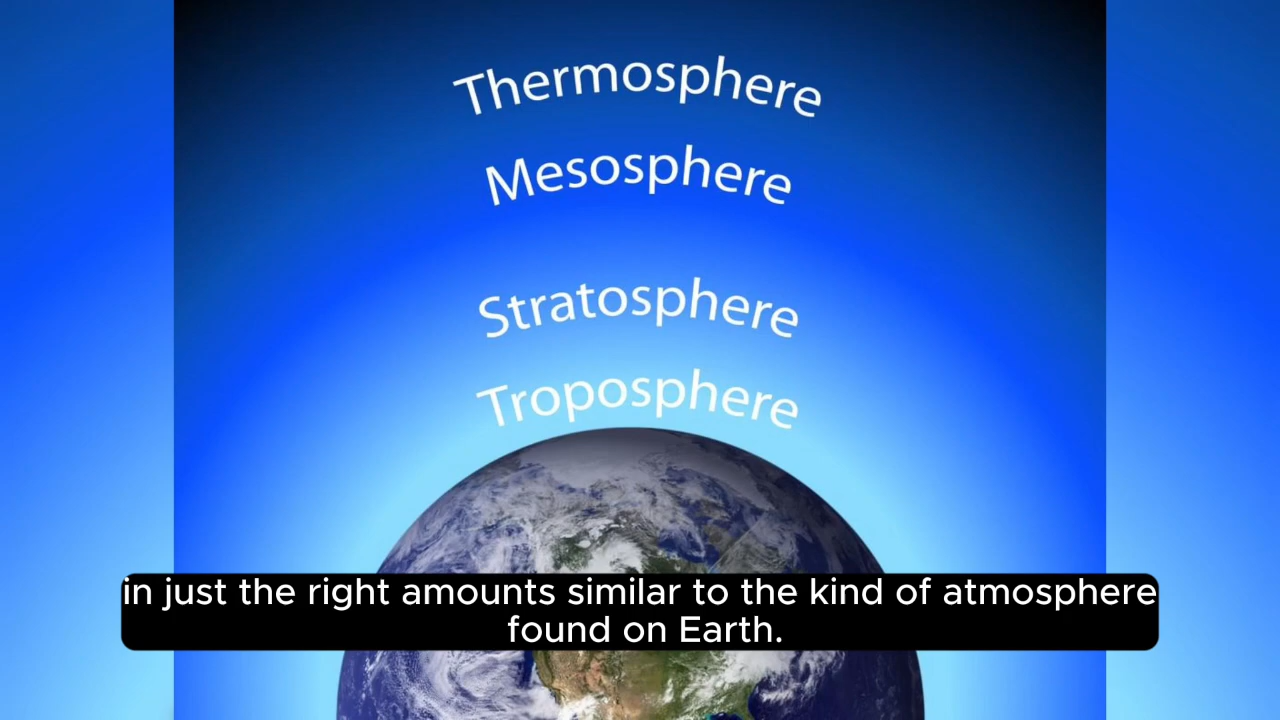 Thermosphere
Mesosphere
Stratosphere
Troposphere
in just the right amounts similar to the kind of atmosphere
found on Earth.